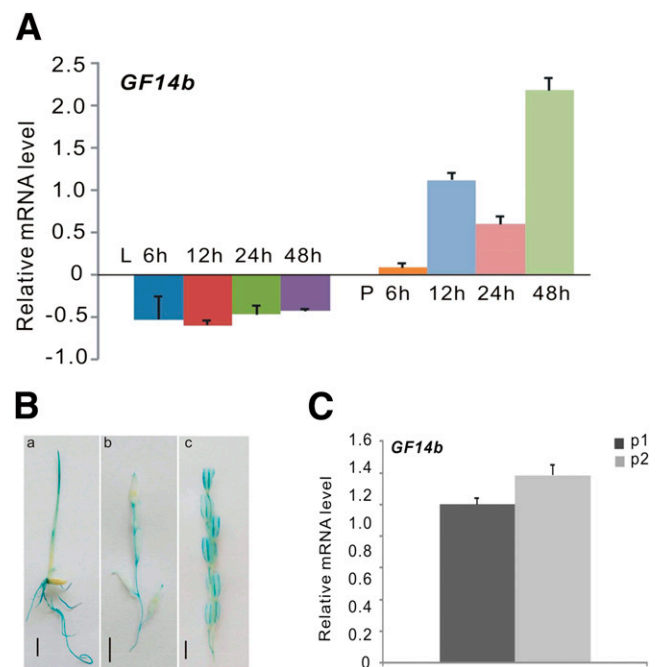 A
GF14b
Relative mRNA level
2.5
2.0
1.5
1.0
0.5
0
-0.5
-1.0
L 6h 12h 24h 48h
P 6h 12h 24h 48h
B
a
b
c
C
GF14b
p1
p2
Relative mRNA level
1.6
1.4
1.2
1.0
0.8
0.6
0.4
0.2
0